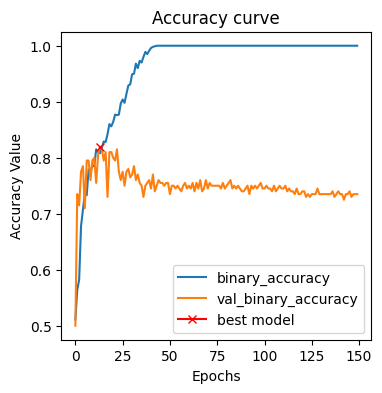 Accuracy curve
Accuracy Value
1.0
0.9
0.8
0.7
0.6
0.5
binary_accuracy
val_binary_accuracy
best model
0
25
50
75
100
125
150
Epochs